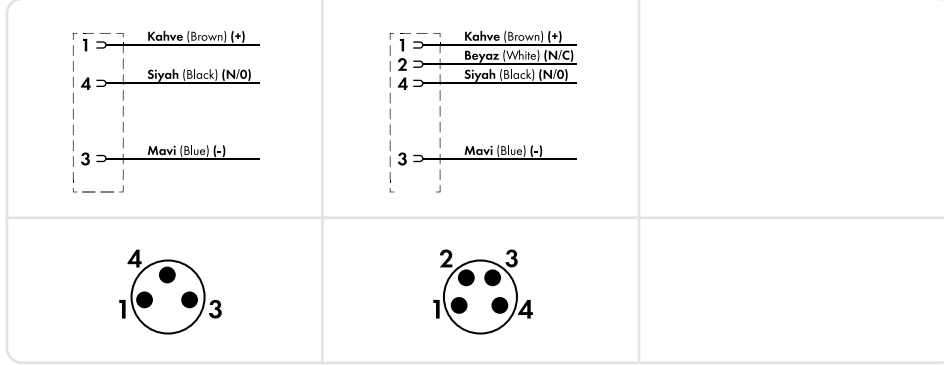 1 Kahve (Brown) (+)
4 Siyah (Black) (N/0)
3 Mavi (Blue) (-)
1 Kahve (Brown) (+)
2 Beyaz (White) (N/C)
4 Siyah (Black) (N/0)
3 Mavi (Blue) (-)
4
1 3
2 3
1 4